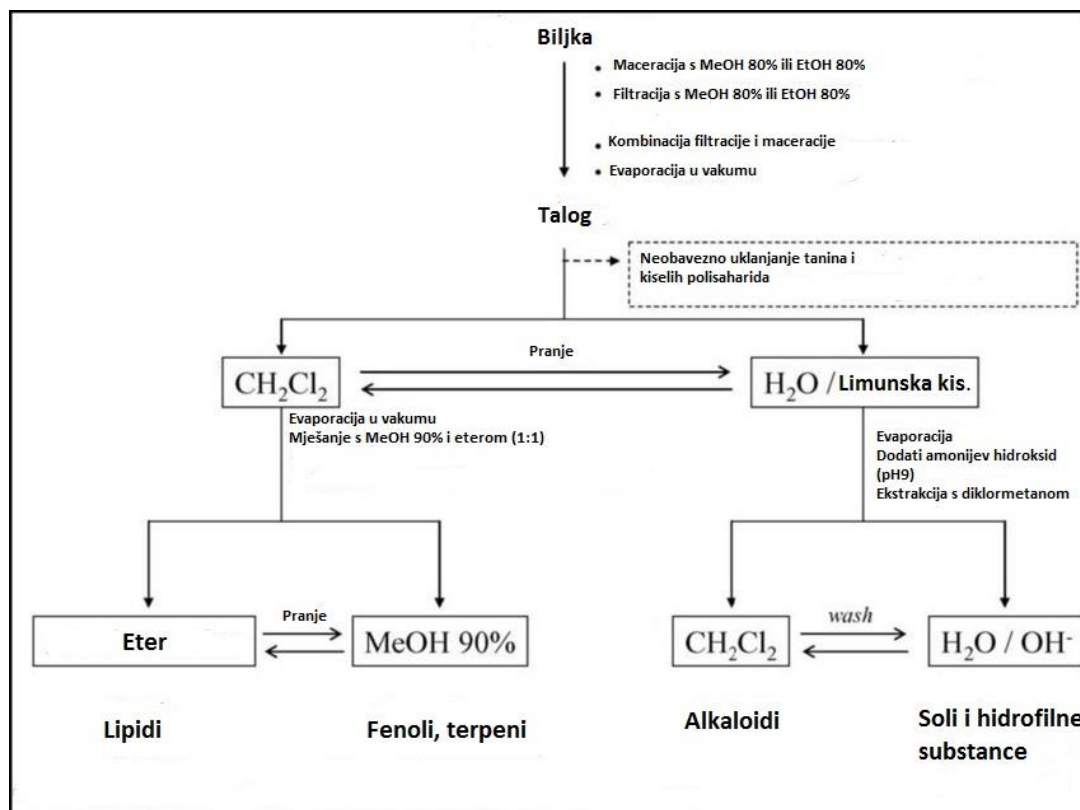 Biljka
• Maceracija s MeOH 80% ili EtOH 80%
• Filtracija s MeOH 80% ili EtOH 80%
• Kombinacija filtracije i maceracije
• Evaporacija u vakumu
Talog
Neobavezno uklanjanje tanina i
kiselih polisaharida
Pranje
CH₂Cl₂
H₂O / Limunska kis.
Evaporacija u vakumu
Mješanje s MeOH 90% i eterom (1:1)
Evaporacija
Dodati amonijev hidroksid
(pH9)
Ekstrakcija s diklormetanom
Eter
Pranje
MeOH 90%
CH₂Cl₂
wash
H₂O / OH⁻
Lipidi
Fenoli, terpeni
Alkaloidi
Soli i hidrofilne
substance